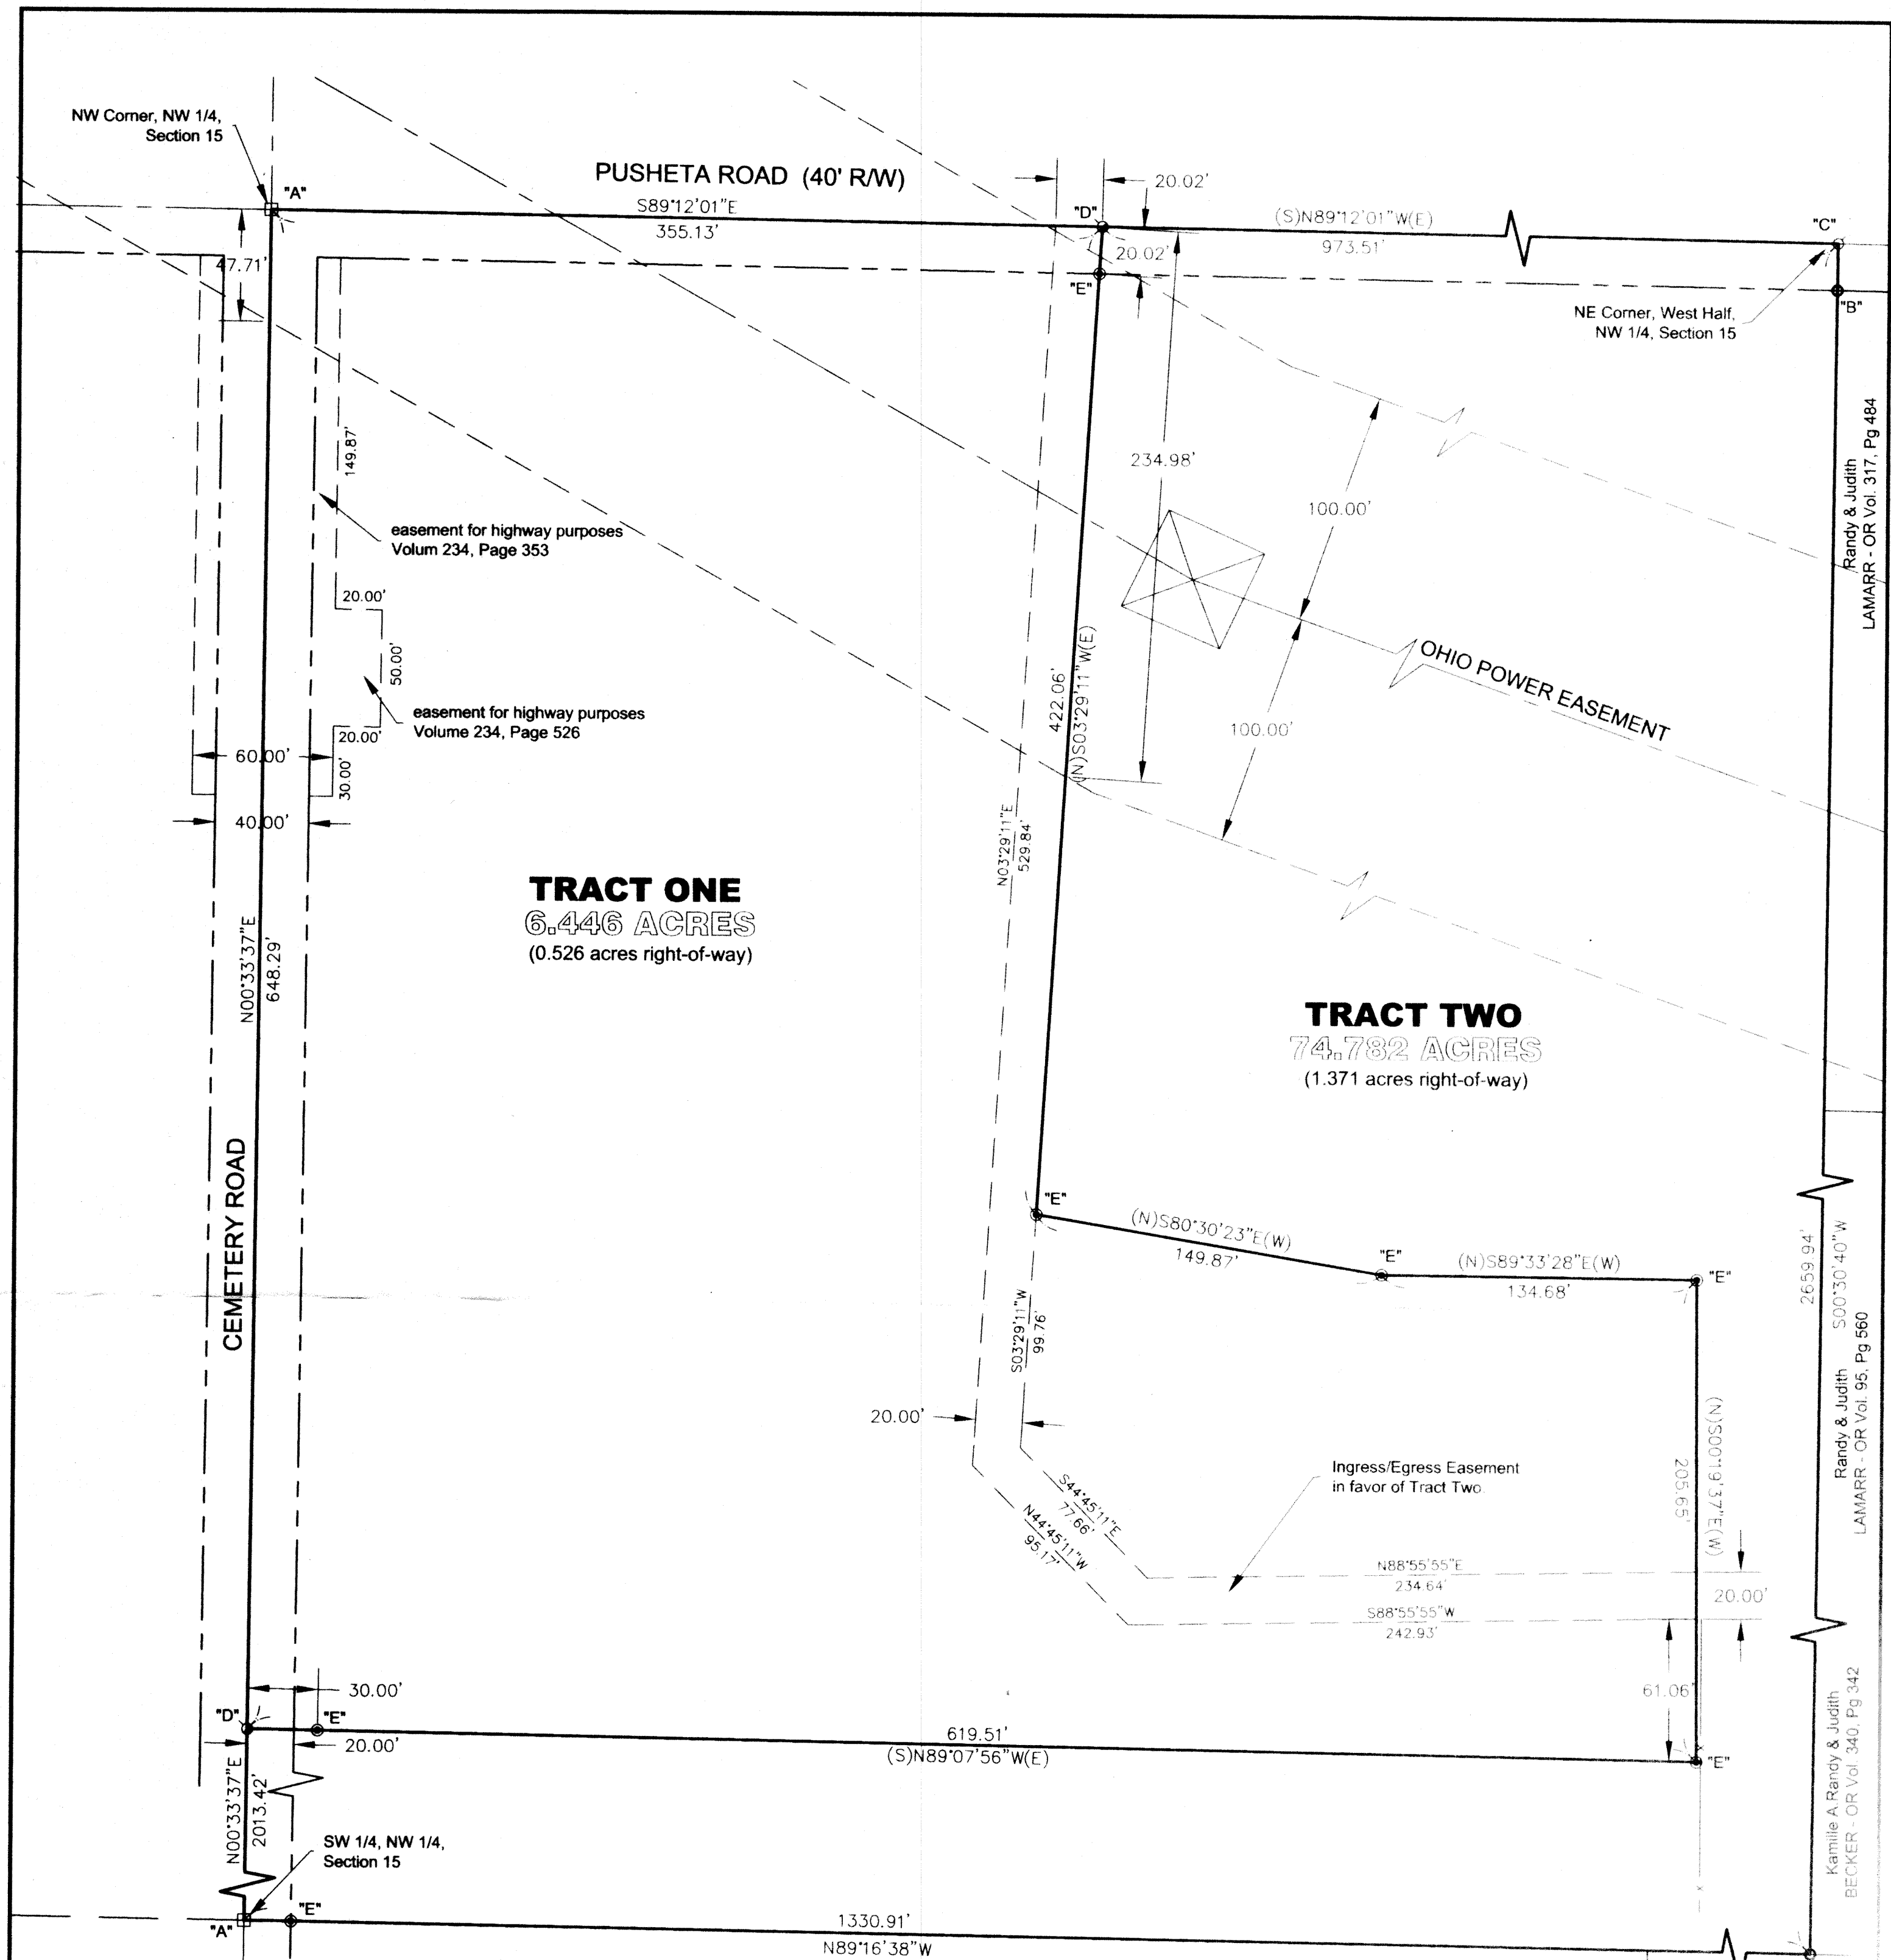 NW Corner, NW 1/4,
Section 15
"A"
PUSHETA ROAD (40' R/W)
S89°12'01"E
355.13'
20.02'
"D"
(S)N89°12'01"W(E)
973.51'
"C"
47.71'
20.02'
"E"
"B"
NE Corner, West Half,
NW 1/4, Section 15
Randy & Judith
LAMARR - OR Vol. 317, Pg 484
149.87'
234.98'
100.00'
easement for highway purposes
Volum 234, Page 353
20.00'
50.00'
easement for highway purposes
Volume 234, Page 526
20.00'
60.00'
30.00'
40.00'
422.06'
(N)S03°29'11"W(E)
OHIO POWER EASEMENT
100.00'
N03°29'11"E
529.84'
TRACT ONE
6.446 ACRES
(0.526 acres right-of-way)
N00°33'37"E
648.29'
TRACT TWO
74.782 ACRES
(1.371 acres right-of-way)
CEMETERY ROAD
"E"
(N)S80°30'23"E(W)
149.87'
"E"
(N)S89°33'28"E(W)
134.68'
"E"
2659.94'
S00°30'40"W
Randy & Judith
LAMARR - OR Vol. 95, Pg 560
S03°29'11"W
99.76'
20.00'
(N)S00°19'37"E(W)
205.65'
Ingress/Egress Easement
in favor of Tract Two.
S44°45'11"E
77.66'
N44°45'11"W
95.17'
N88°55'55"E
234.64'
20.00'
S88°55'55"W
242.93'
61.06'
30.00'
"D"
"E"
20.00'
619.51'
(S)N89°07'56"W(E)
"E"
Kamille A.Randy & Judith
BECKER - OR Vol. 340, Pg 342
N00°33'37"E
2013.42'
SW 1/4, NW 1/4,
Section 15
"A"
"E"
1330.91'
N89°16'38"W